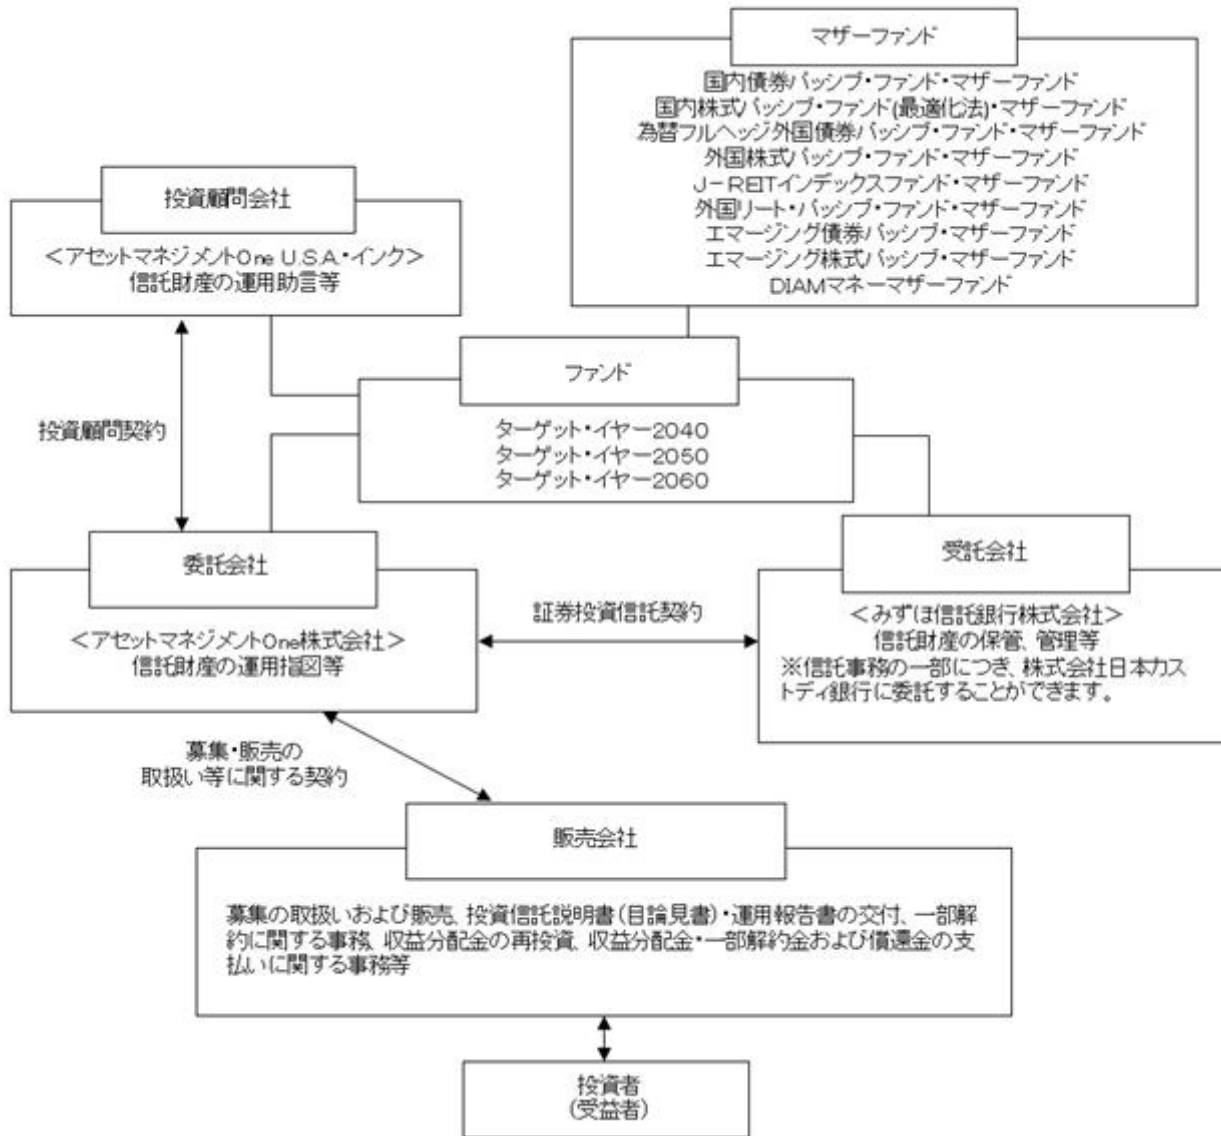 マザーファンド
国内債券パッシブ・ファンド・マザーファンド
国内株式パッシブ・ファンド(最適化法)・マザーファンド
為替フルヘッジ外国債券パッシブ・ファンド・マザーファンド
外国株式パッシブ・ファンド・マザーファンド
J－REITインデックスファンド・マザーファンド
外国リート・パッシブ・ファンド・マザーファンド
エマージング債券パッシブ・マザーファンド
エマージング株式パッシブ・マザーファンド
DIAMマネーマザーファンド
投資顧問会社
＜アセットマネジメントOne U.S.A.・インク＞
信託財産の運用助言等
ファンド
ターゲット・イヤー2040
ターゲット・イヤー2050
ターゲット・イヤー2060
投資顧問契約
委託会社
＜アセットマネジメントOne株式会社＞
信託財産の運用指図等
証券投資信託契約
受託会社
＜みずほ信託銀行株式会社＞
信託財産の保管、管理等
※信託事務の一部につき、株式会社日本カス
トディ銀行に委託することができます。
募集・販売の
取扱い等に関する契約
販売会社
募集の取扱いおよび販売、投資信託説明書（目論見書）・運用報告書の交付、一部解
約に関する事務、収益分配金の再投資、収益分配金・一部解約金および償還金の支
払いに関する事務等
投資者
（受益者）